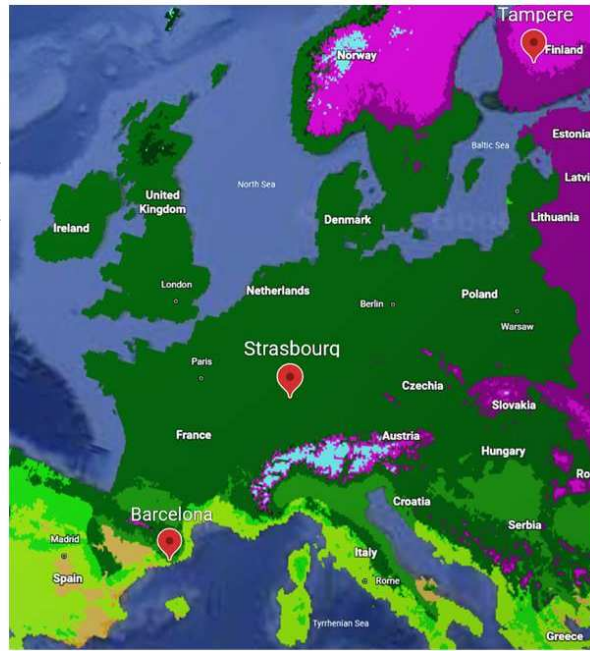 Tampere
Norway
Finland
Estonia
Baltic Sea
Latvi
North Sea
United
Kingdom
Denmark
Lithuania
Ireland
London
Netherlands
Berlin
Poland
Warsaw
Strasbourg
Paris
Czechia
Slovakia
France
Austria
Hungary
Ro
Croatia
Barcelona
Serbia
Madrid
Italy
Spain
Rome
Tyrrhenian Sea
Greece